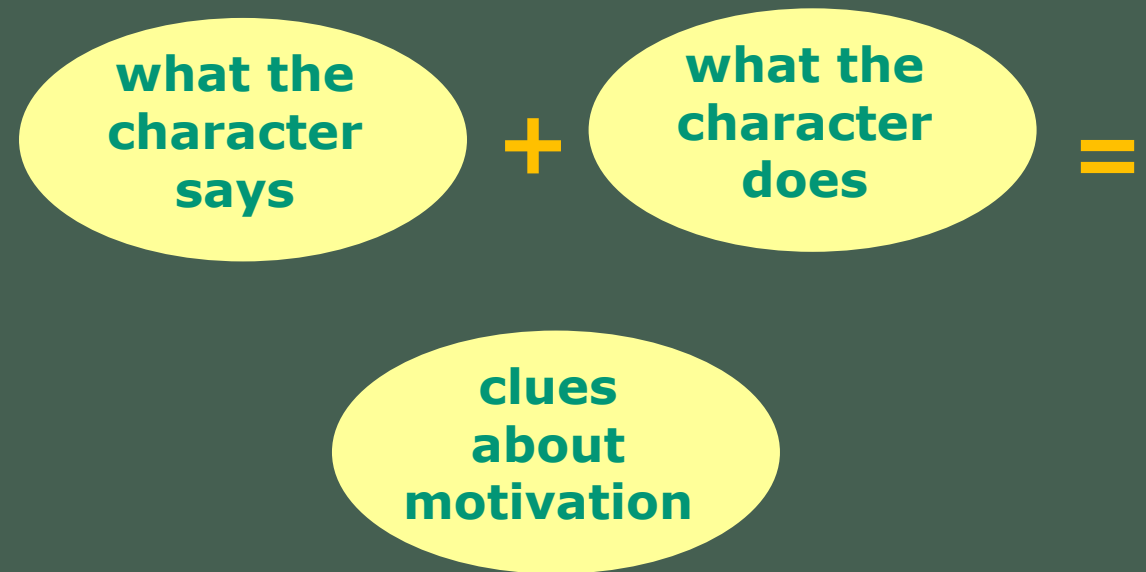 what the
character
says
+
what the
character
does
=
clues
about
motivation